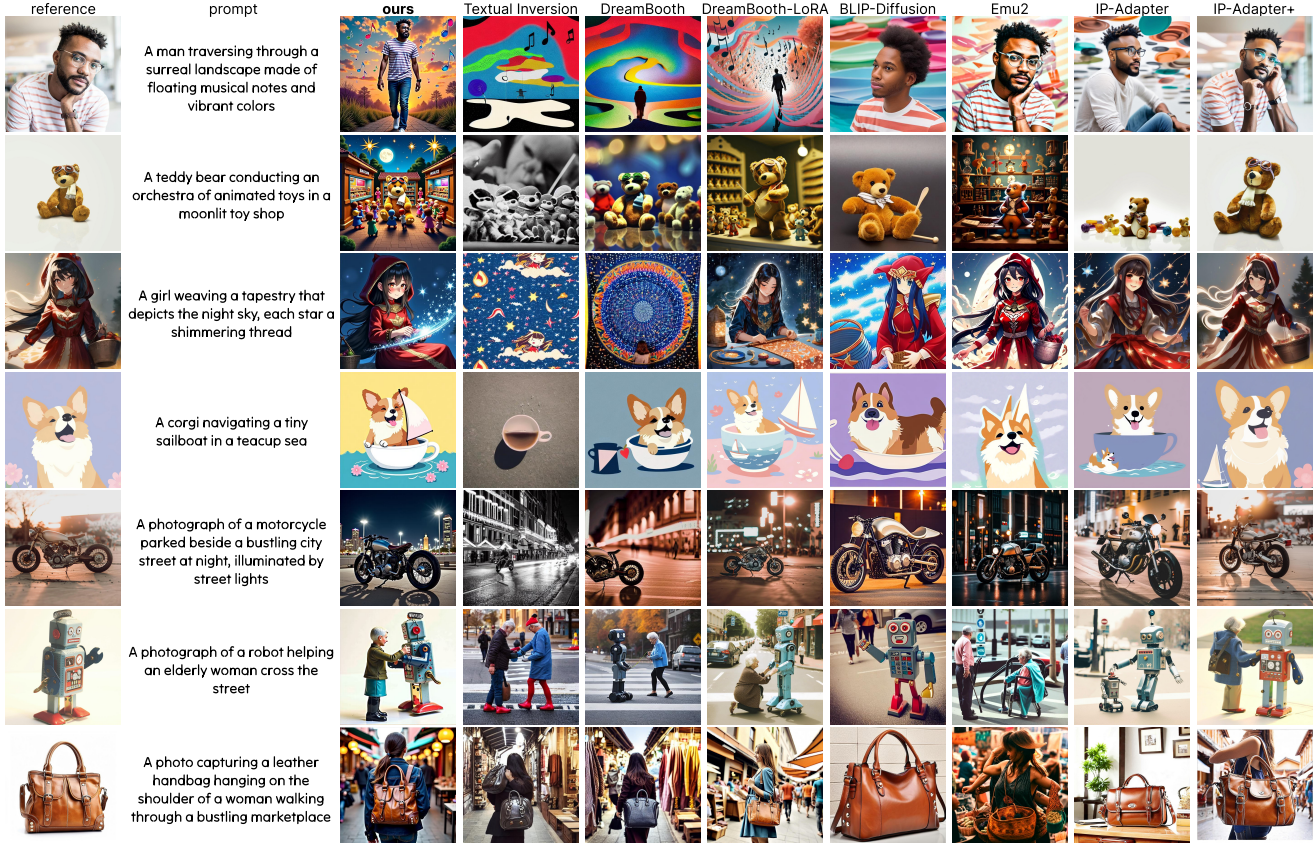 reference prompt ours Textual Inversion DreamBooth DreamBooth-LoRA BLIP-Diffusion Emu2 IP-Adapter IP-Adapter+
A man traversing through a
surreal landscape made of
floating musical notes and
vibrant colors
A teddy bear conducting an
orchestra of animated toys in a
moonlit toy shop
A girl weaving a tapestry that
depicts the night sky, each star a
shimmering thread
A corgi navigating a tiny
sailboat in a teacup sea
A photograph of a motorcycle
parked beside a bustling city
street at night, illuminated by
street lights
A photograph of a robot helping
an elderly woman cross the
street
A photo capturing a leather
handbag hanging on the
shoulder of a woman walking
through a bustling marketplace